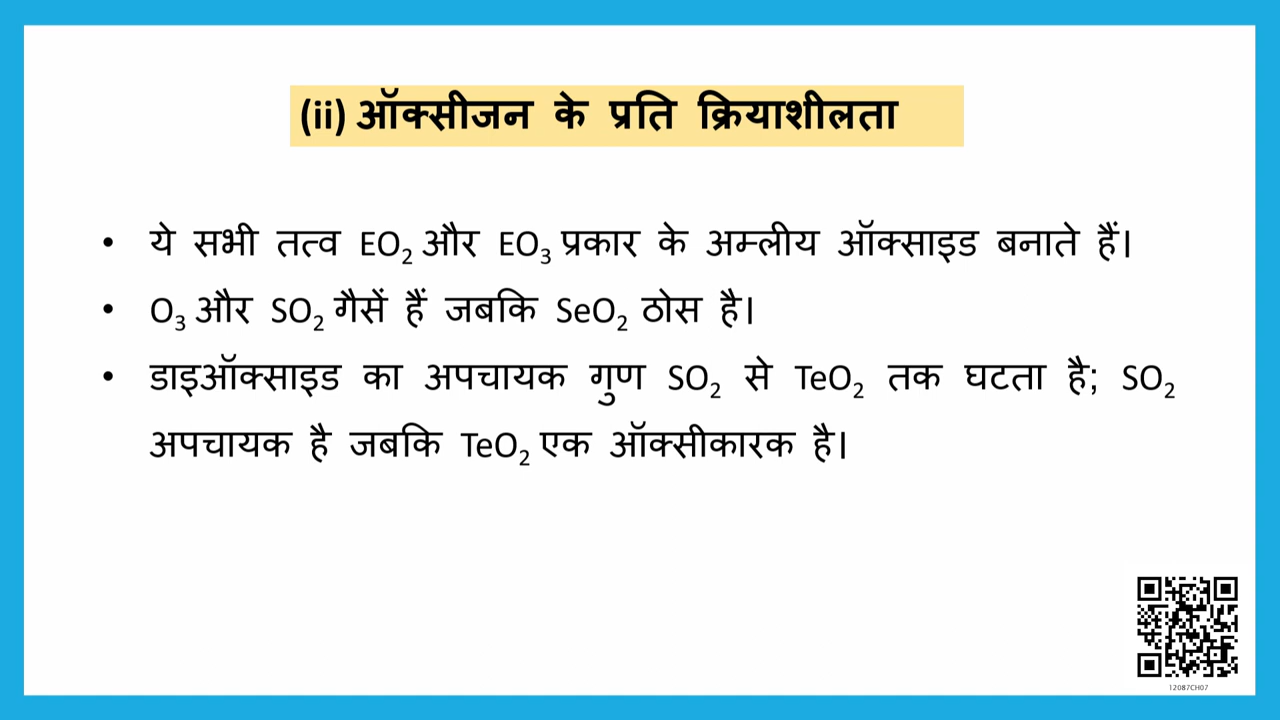 (ii) ऑक्सीजन के प्रति क्रियाशीलता
• ये सभी तत्व EO₂ और EO₃ प्रकार के अम्लीय ऑक्साइड बनाते हैं।
• O₃ और SO₂ गैसें हैं जबकि SeO₂ ठोस है।
• डाइऑक्साइड का अपचायक गुण SO₂ से TeO₂ तक घटता है; SO₂
अपचायक है जबकि TeO₂ एक ऑक्सीकारक है।
12087CH07